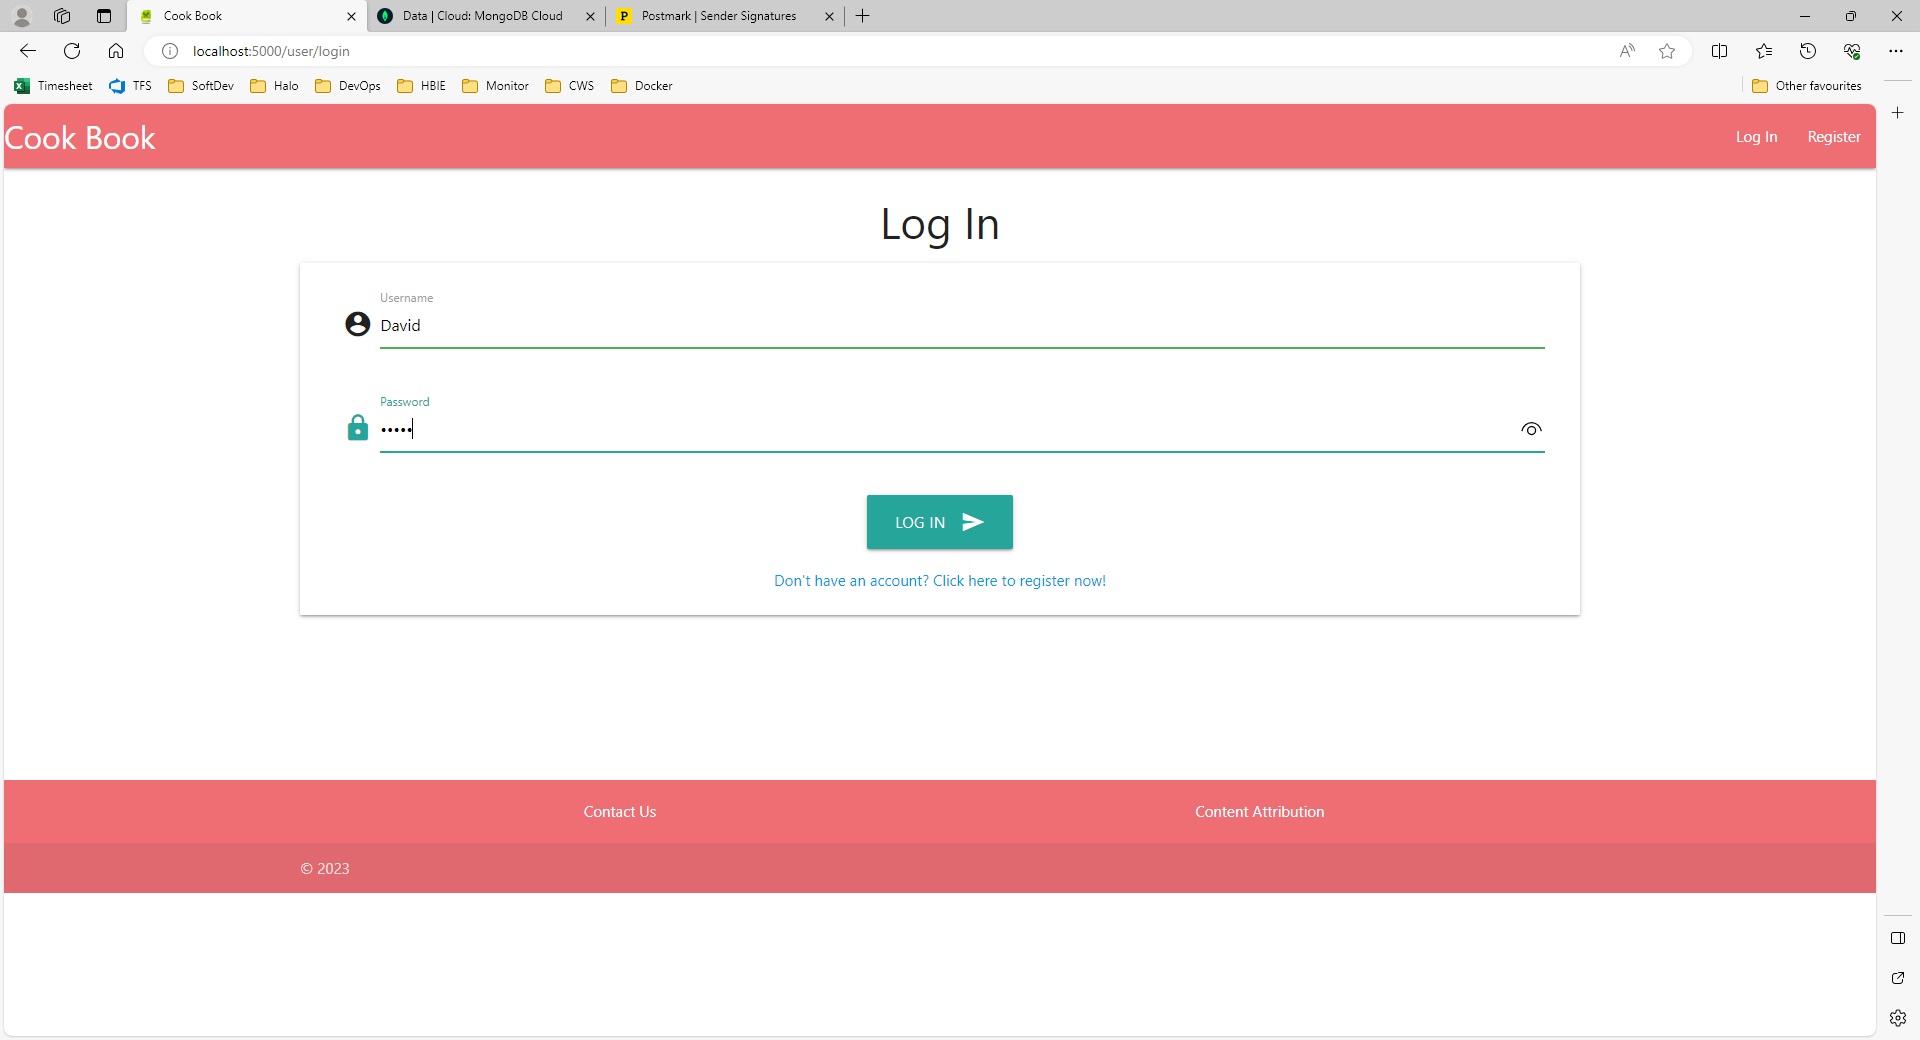 Cook Book
Data | Cloud: MongoDB Cloud
Postmark | Sender Signatures
localhost:5000/user/login
Timesheet
TFS
SoftDev
Halo
DevOps
HBIE
Monitor
CWS
Docker
Other favourites
Cook Book
Log In
Register
Log In
Username
David
Password
•••••
LOG IN
Don't have an account? Click here to register now!
Contact Us
Content Attribution
© 2023